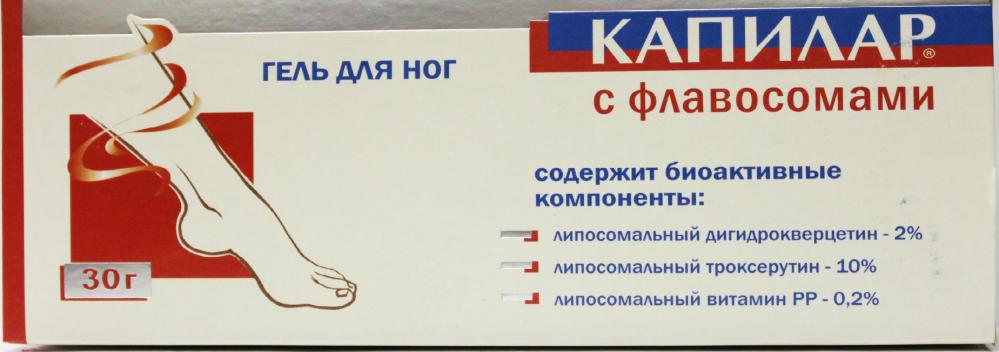 ГЕЛЬ ДЛЯ НОГ
КАПИЛАР®
с флавосомами
содержит биоактивные
компоненты:
липосомальный дигидрокверцетин - 2%
липосомальный троксерутин - 10%
липосомальный витамин РР - 0,2%
30 г